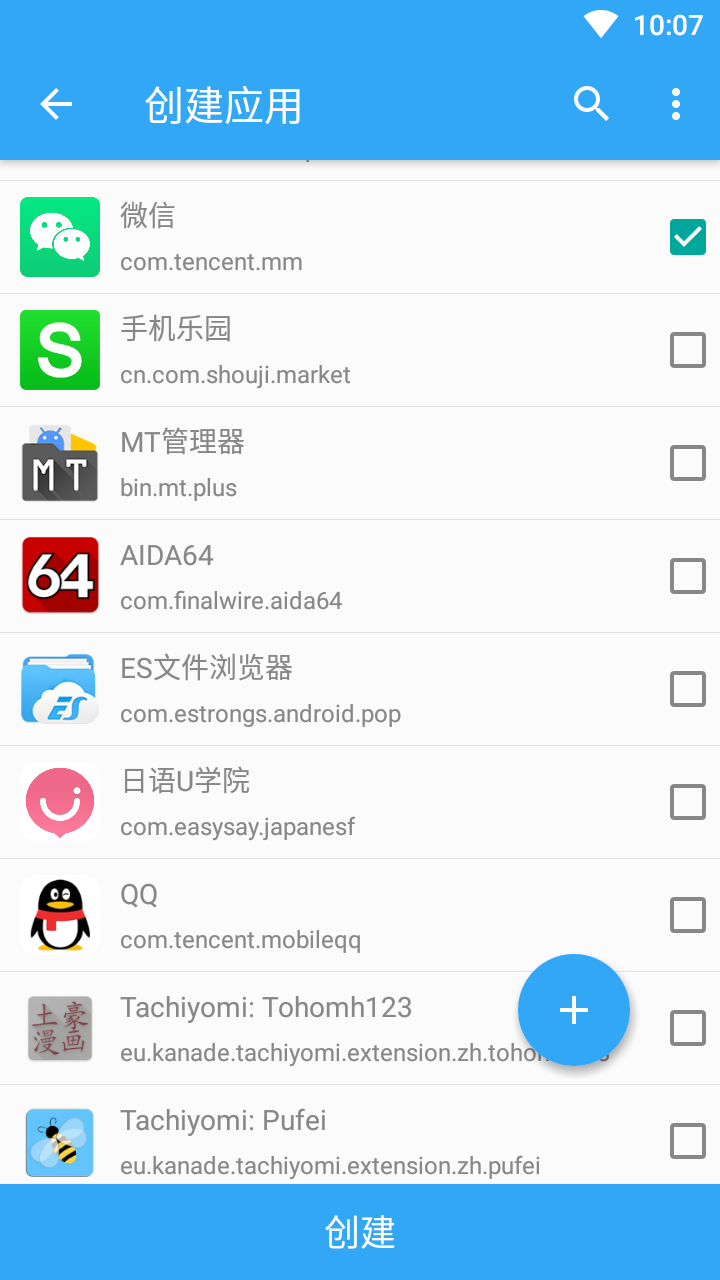 10:07
创建应用
微信
com.tencent.mm
S
手机乐园
cn.com.shouji.market
MT
MT管理器
bin.mt.plus
64
AIDA64
com.finalwire.aida64
ES
ES文件浏览器
com.estrongs.android.pop
日语U学院
com.easysay.japanesf
QQ
com.tencent.mobileqq
土豪
漫画
Tachiyomi: Tohomh123
eu.kanade.tachiyomi.extension.zh.toho
Tachiyomi: Pufei
eu.kanade.tachiyomi.extension.zh.pufei
创建